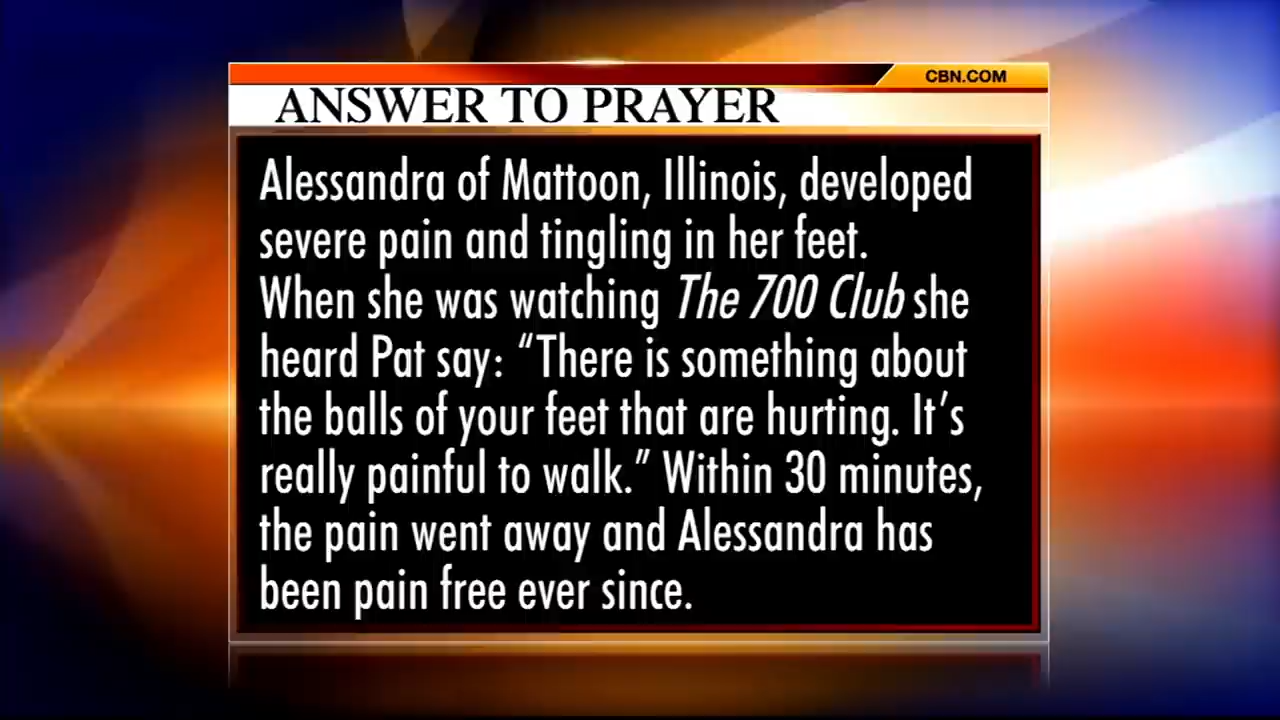 CBN.COM
ANSWER TO PRAYER
Alessandra of Mattoon, Illinois, developed
severe pain and tingling in her feet.
When she was watching The 700 Club she
heard Pat say: “There is something about
the balls of your feet that are hurting. It’s
really painful to walk.” Within 30 minutes,
the pain went away and Alessandra has
been pain free ever since.